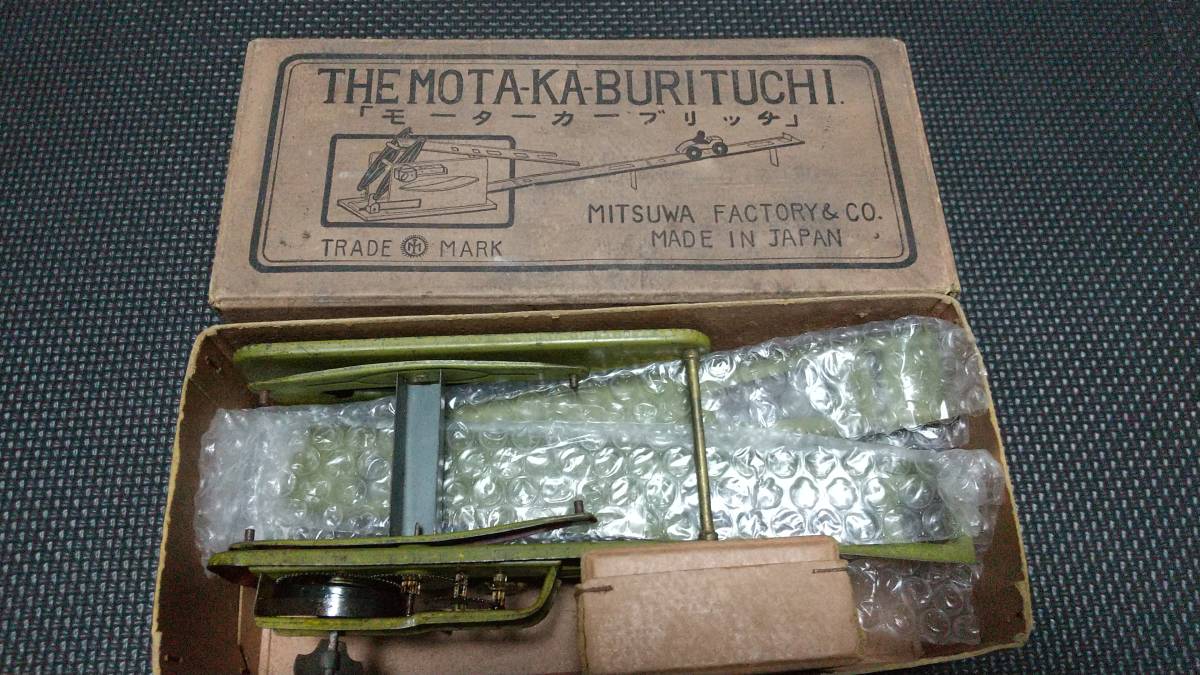 THE MOTA-KA-BURITUCHI.
「モーターカーブリッチ」
MITSUWA FACTORY & CO.
MADE IN JAPAN
TRADE M MARK